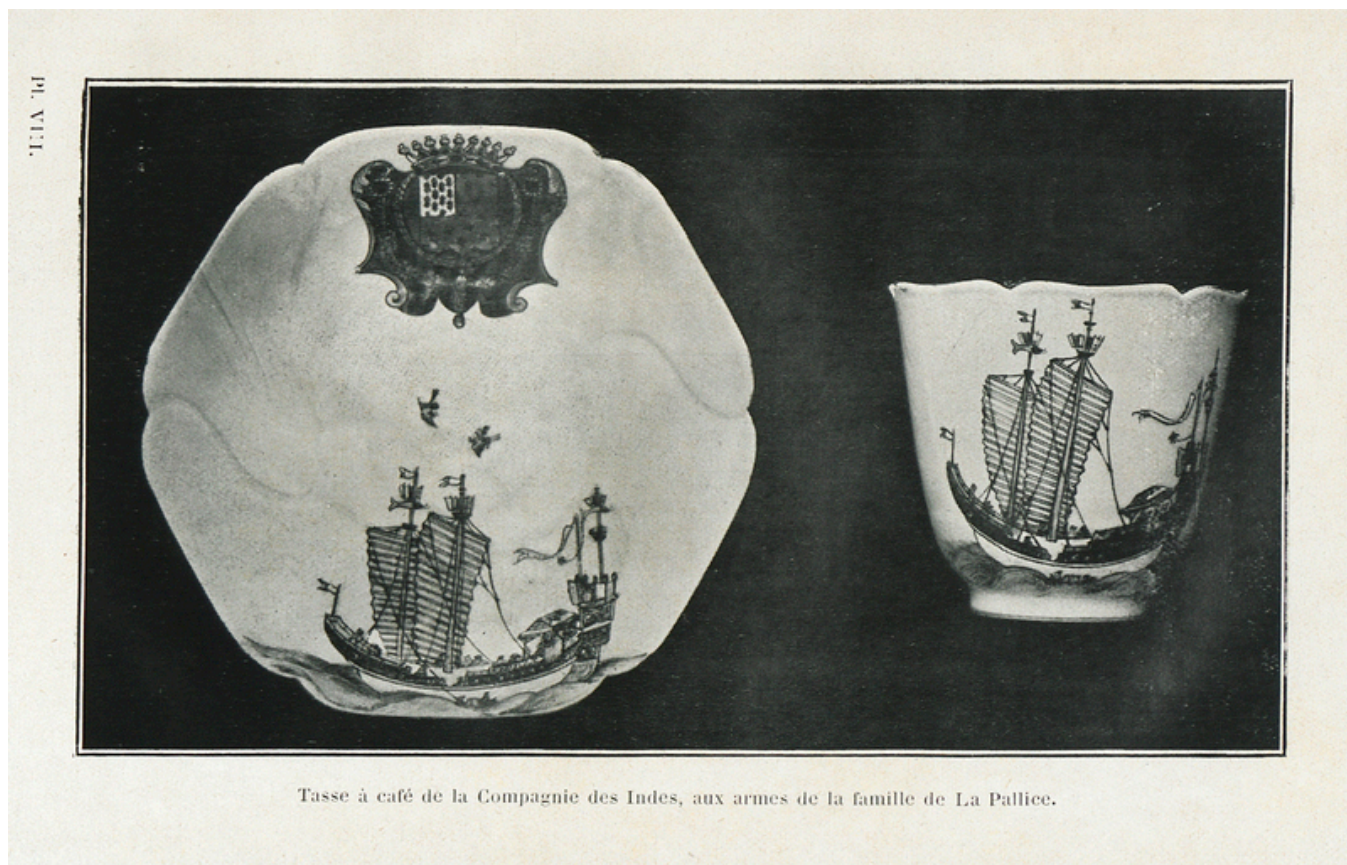 Pl. VIII.
Tasse à café de la Compagnie des Indes, aux armes de la famille de La Pallice.